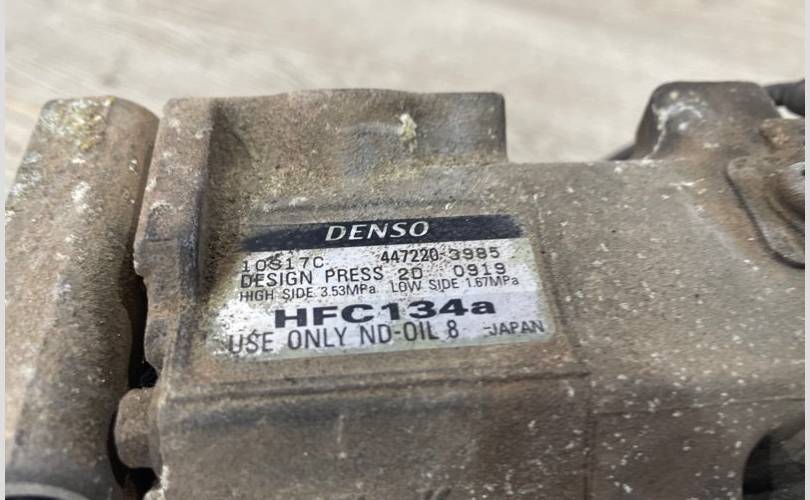 DENSO
10S17C 447220-3985
DESIGN PRESS 20 0919
HIGH SIDE 3.53MPa LOW SIDE 1.67MPa
HFC134a
USE ONLY ND-OIL 8 JAPAN